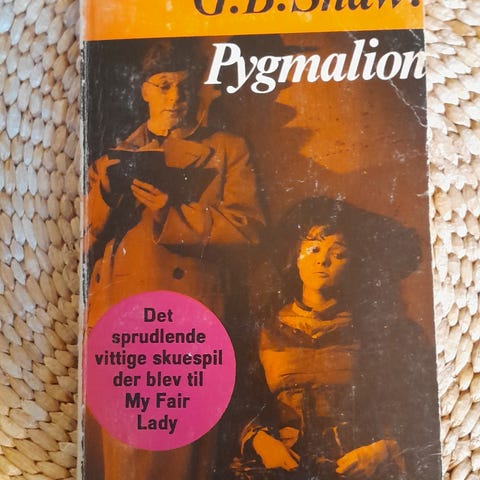 G.B.Shaw:
Pygmalion
Det
sprudlende
vittige skuespil
der blev til
My Fair
Lady